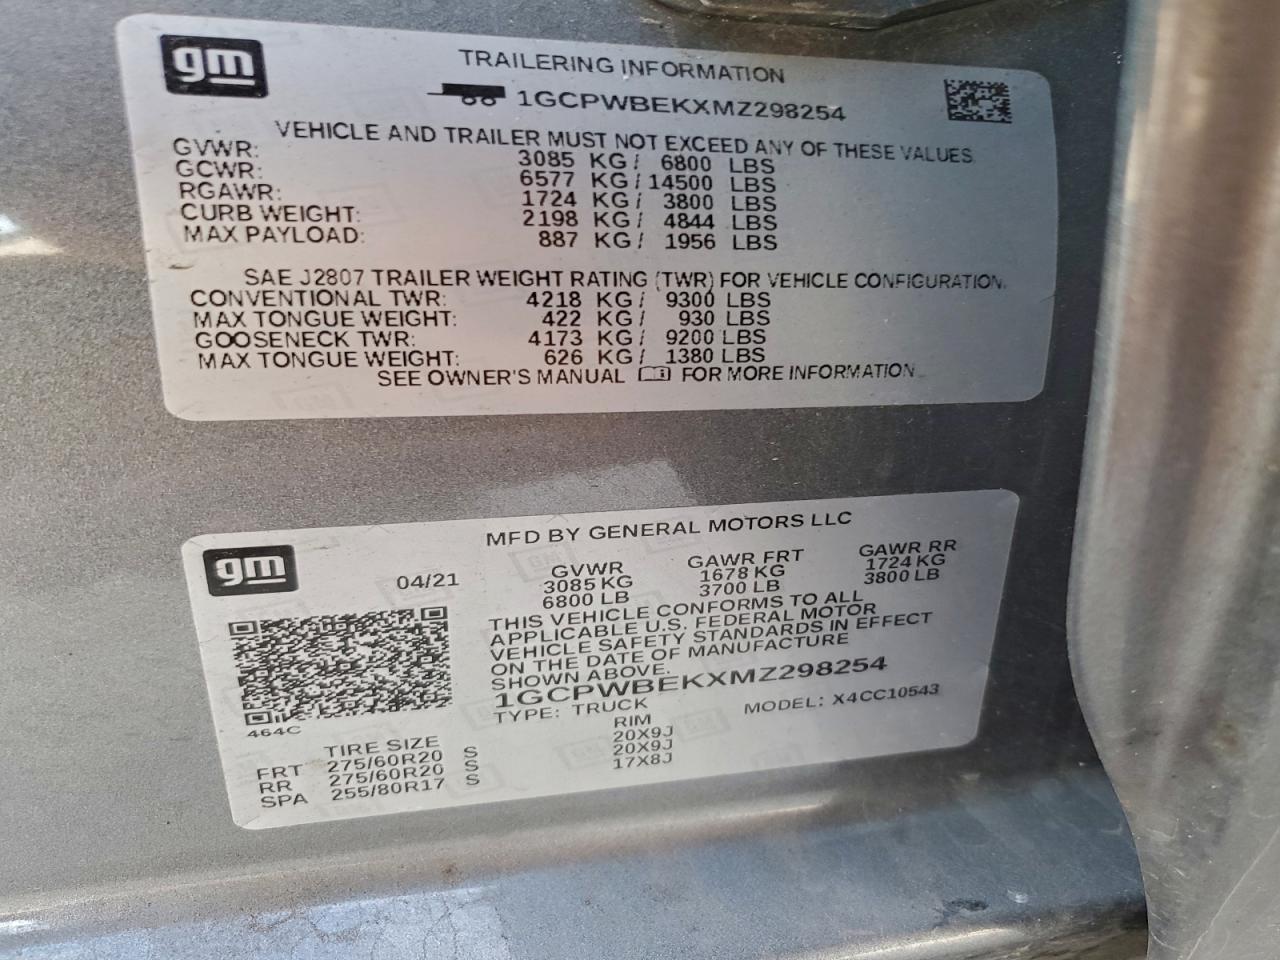 gm
TRAILERING INFORMATION
1GCPWBEKXMZ298254
VEHICLE AND TRAILER MUST NOT EXCEED ANY OF THESE VALUES
GVWR: 3085 KG/ 6800 LBS
GCWR: 6577 KG/ 14500 LBS
RGAWR: 1724 KG/ 3800 LBS
CURB WEIGHT: 2198 KG/ 4844 LBS
MAX PAYLOAD: 887 KG/ 1956 LBS
SAE J2807 TRAILER WEIGHT RATING (TWR) FOR VEHICLE CONFIGURATION.
CONVENTIONAL TWR: 4218 KG/ 9300 LBS
MAX TONGUE WEIGHT: 422 KG/ 930 LBS
GOOSENECK TWR: 4173 KG/ 9200 LBS
MAX TONGUE WEIGHT: 626 KG/ 1380 LBS
SEE OWNER'S MANUAL FOR MORE INFORMATION
gm
MFD BY GENERAL MOTORS LLC
04/21
GVWR GAWR FRT GAWR RR
3085 KG 1678 KG 1724 KG
6800 LB 3700 LB 3800 LB
THIS VEHICLE CONFORMS TO ALL
APPLICABLE U.S. FEDERAL MOTOR
VEHICLE SAFETY STANDARDS IN EFFECT
ON THE DATE OF MANUFACTURE
SHOWN ABOVE.
1GCPWBEKXMZ298254
TYPE: TRUCK MODEL: X4CC10543
464C
TIRE SIZE RIM
FRT 275/60R20 S 20X9J
RR 275/60R20 S 20X9J
SPA 255/80R17 S 17X8J